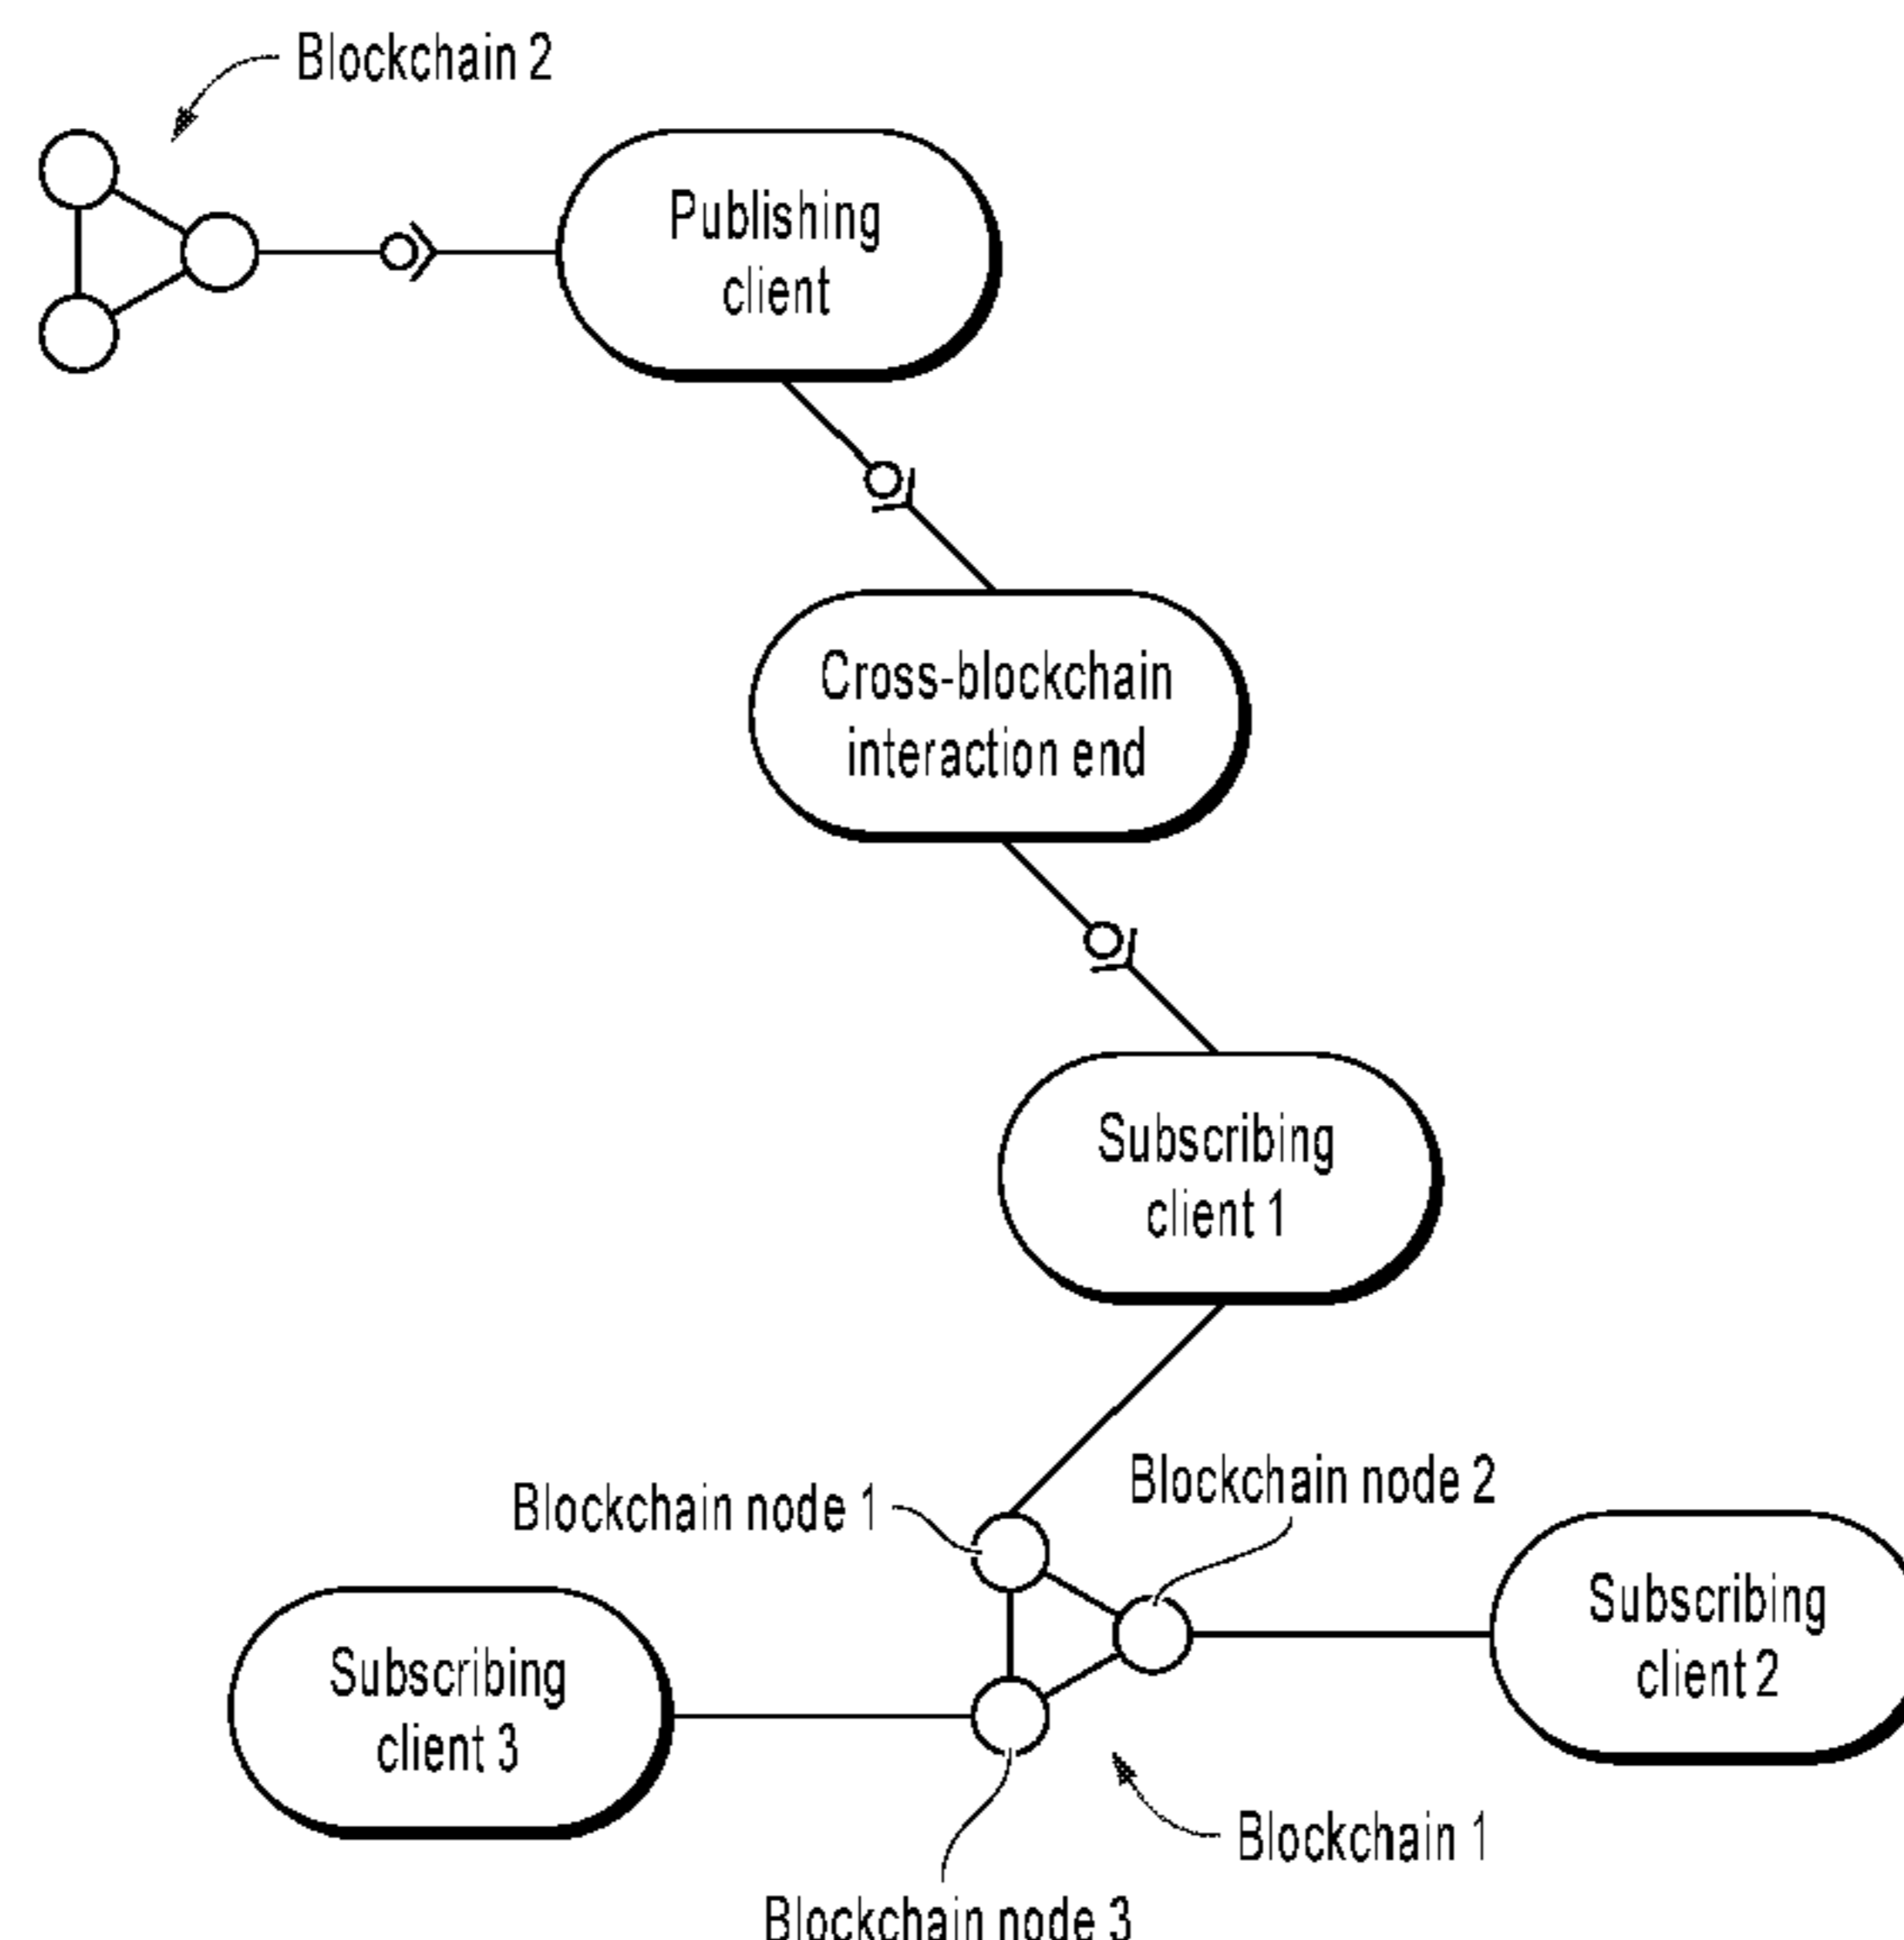 Blockchain 2
Publishing
client
Cross-blockchain
interaction end
Subscribing
client 1
Blockchain node 1
Blockchain node 2
Subscribing
client 2
Subscribing
client 3
Blockchain 1
Blockchain node 3